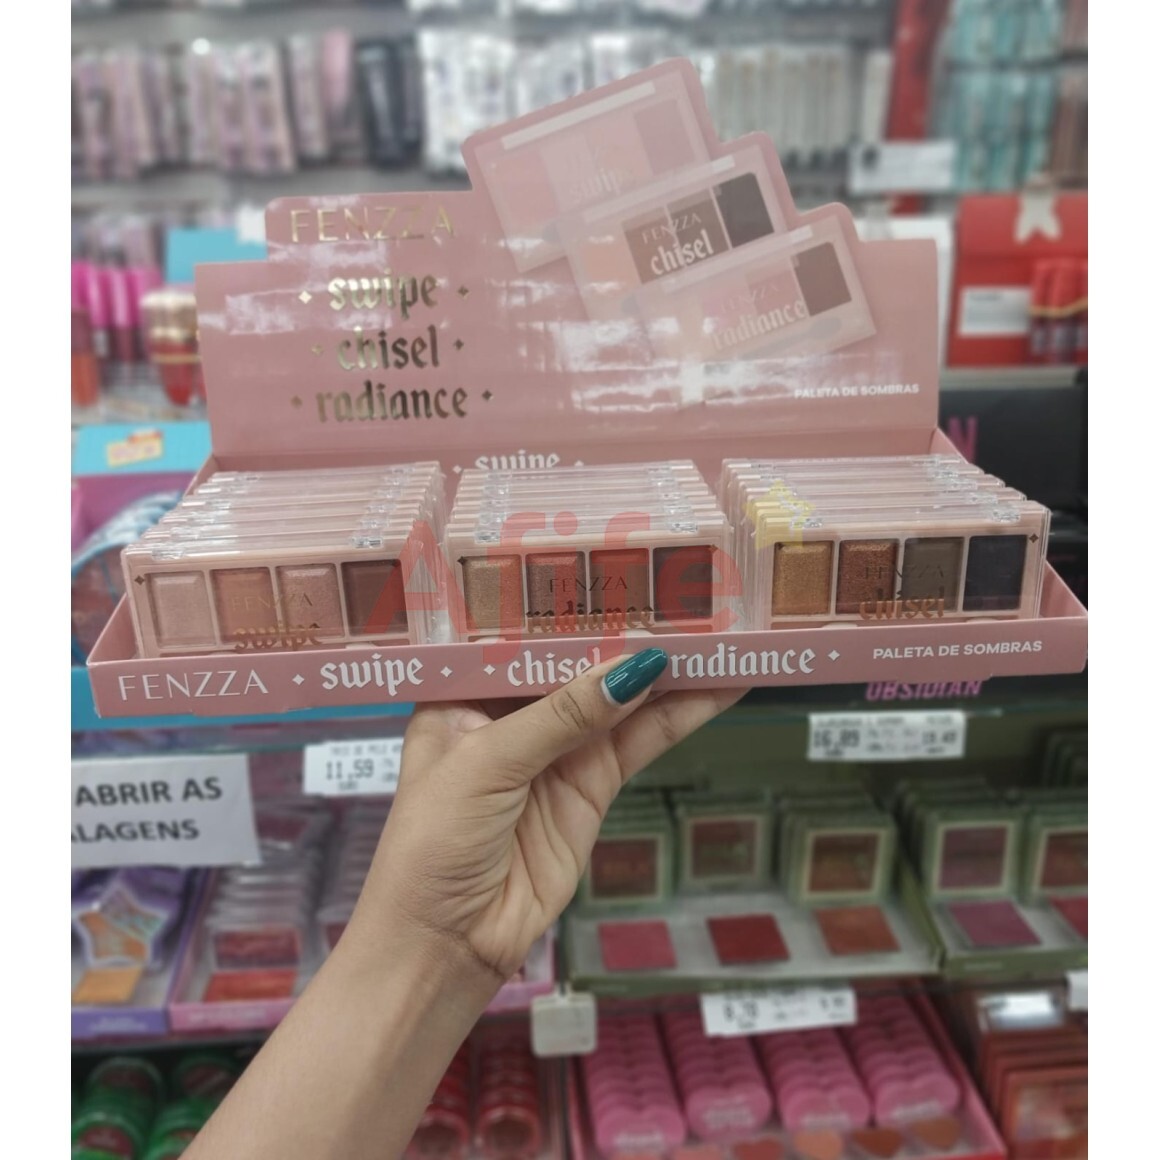 FENZZA
swipe
chisel
radiance
swipe
FENZZA
chisel
FENZZA
radiance
PALETA DE SOMBRAS
swipe
FENZZA
swipe
FENZZA
radiance
FENZZA
chisel
Afife
FENZZA swipe chisel radiance PALETA DE SOMBRAS
OBSIDIAN
11,59
16,89
ABRIR AS
LAGENS